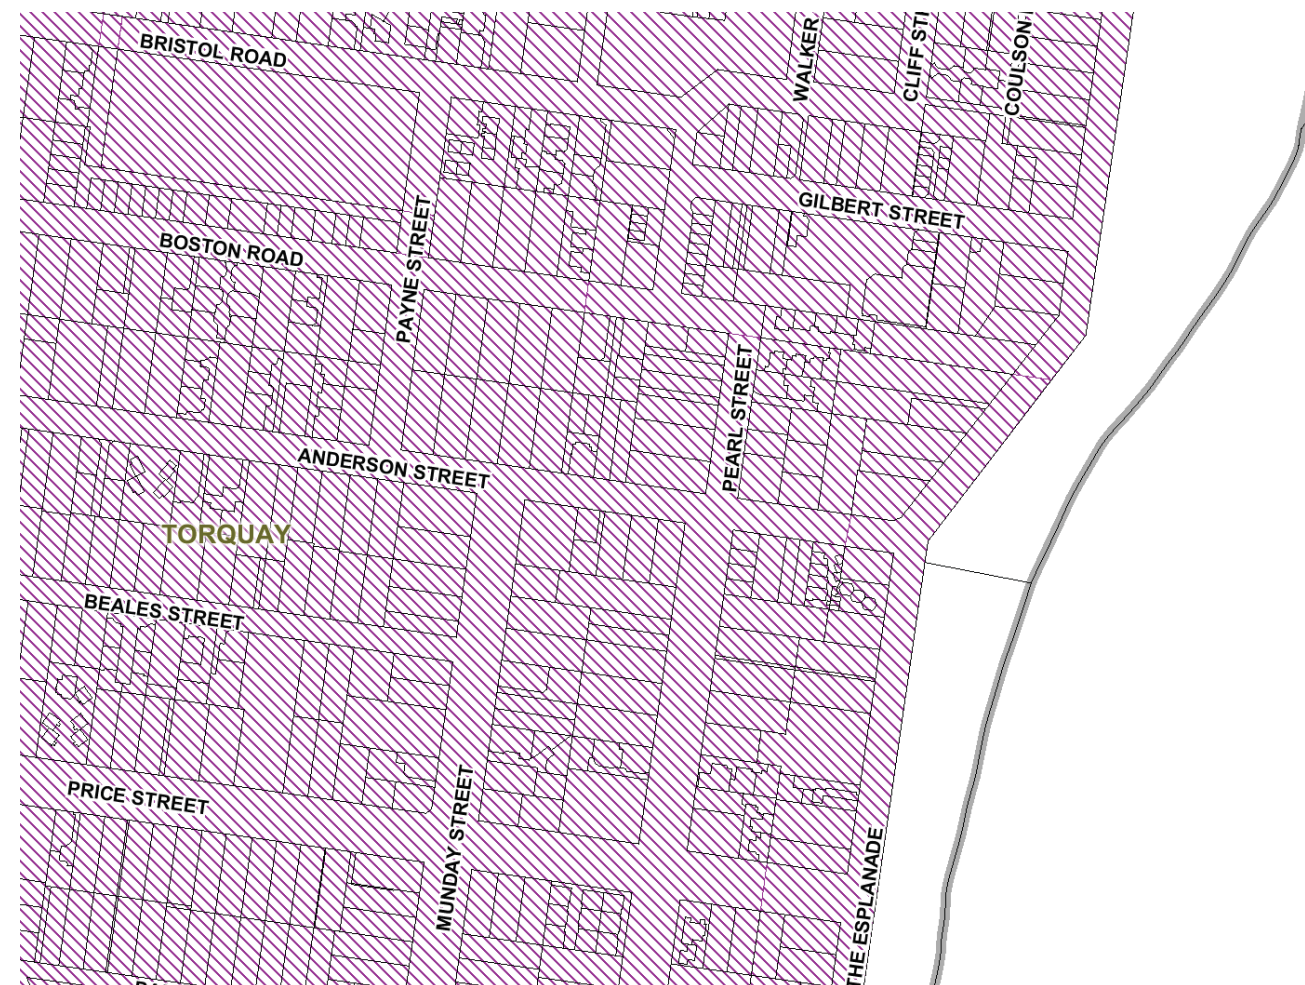 BRISTOL ROAD
WALKER
CLIFF ST
COULSON
GILBERT STREET
BOSTON ROAD
PAYNE STREET
PEARL STREET
ANDERSON STREET
TORQUAY
BEALES STREET
PRICE STREET
MUNDAY STREET
THE ESPLANADE